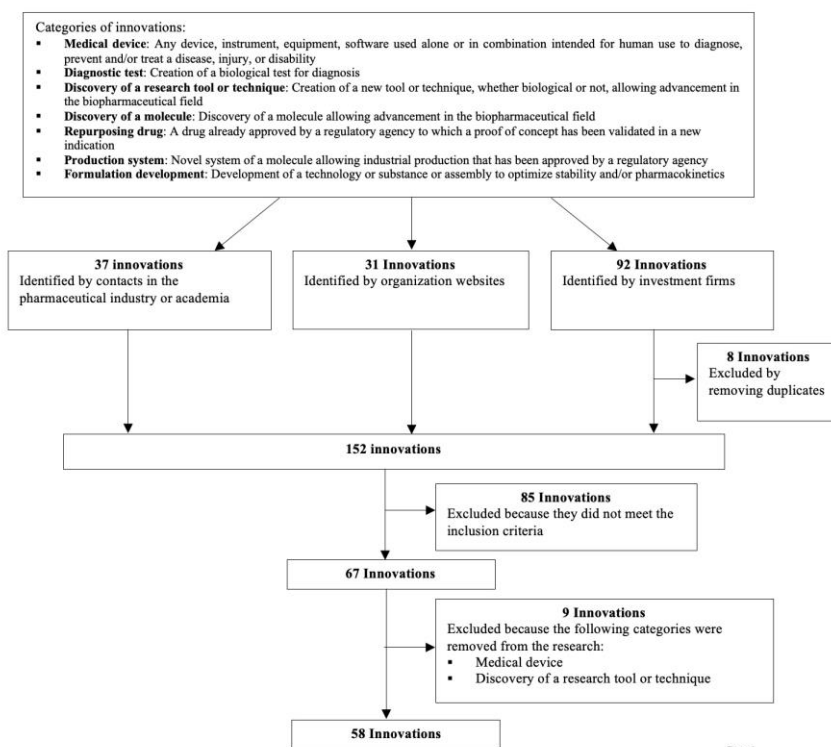 Categories of innovations:
▪ Medical device: Any device, instrument, equipment, software used alone or in combination intended for human use to diagnose,
prevent and/or treat a disease, injury, or disability
▪ Diagnostic test: Creation of a biological test for diagnosis
▪ Discovery of a research tool or technique: Creation of a new tool or technique, whether biological or not, allowing advancement
in the biopharmaceutical field
▪ Discovery of a molecule: Discovery of a molecule allowing advancement in the biopharmaceutical field
▪ Repurposing drug: A drug already approved by a regulatory agency to which a proof of concept has been validated in a new
indication
▪ Production system: Novel system of a molecule allowing industrial production that has been approved by a regulatory agency
▪ Formulation development: Development of a technology or substance or assembly to optimize stability and/or pharmacokinetics
37 innovations
Identified by contacts in the
pharmaceutical industry or academia
31 Innovations
Identified by organization websites
92 Innovations
Identified by investment firms
8 Innovations
Excluded by
removing duplicates
152 innovations
85 Innovations
Excluded because they did not meet the
inclusion criteria
67 Innovations
9 Innovations
Excluded because the following categories were
removed from the research:
▪ Medical device
▪ Discovery of a research tool or technique
58 Innovations